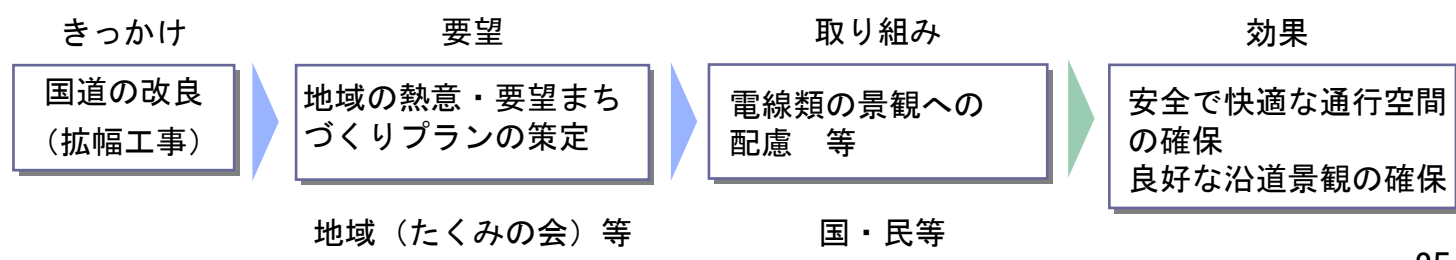 きっかけ
要望
取り組み
効果
国道の改良
（拡幅工事）
地域の熱意・要望まち
づくりプランの策定
電線類の景観への
配慮　等
安全で快適な通行空間
の確保
良好な沿道景観の確保
地域（たくみの会）等
国・民等